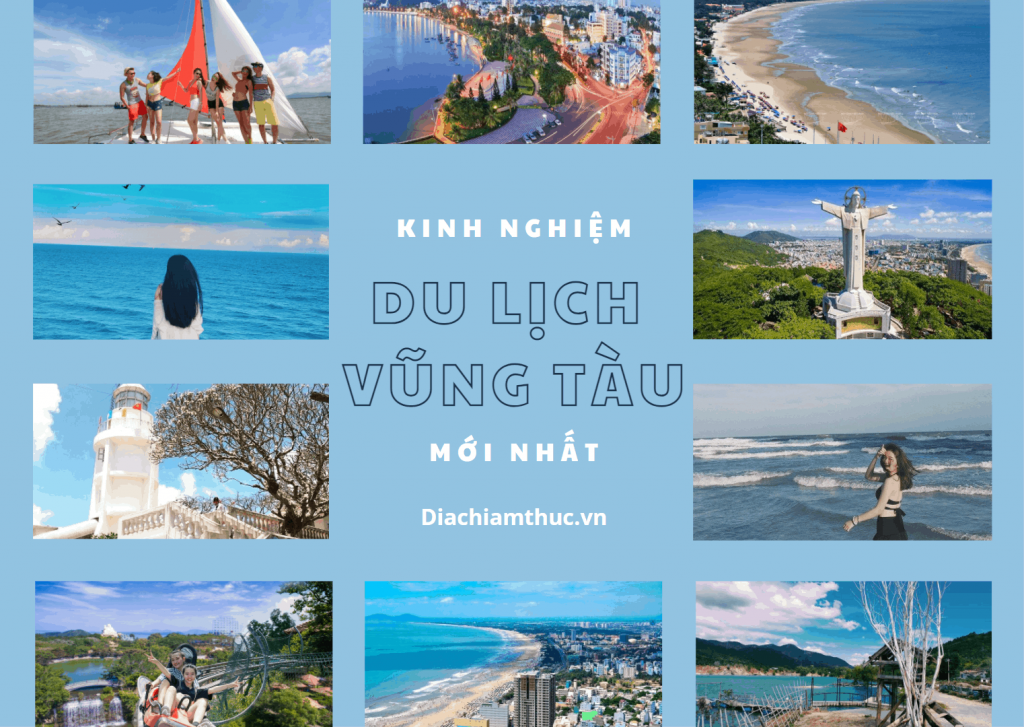 KINH NGHIỆM
DU LỊCH
VŨNG TÀU
MỚI NHẤT
Diachiamthuc.vn